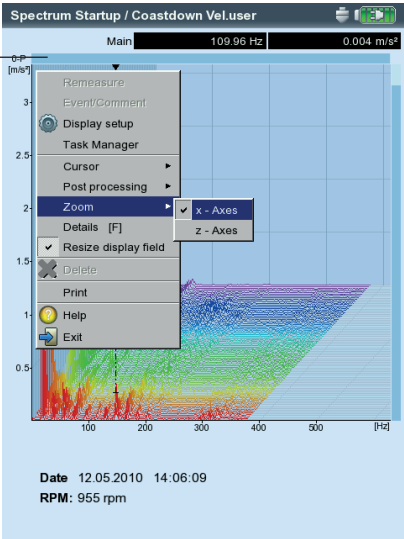 Spectrum Startup / Coastdown Vel.user
Main 109.96 Hz 0.004 m/s²
0-P
[m/s²]
Remeasure
3
Event/Comment
Display setup
Task Manager
2.5
Cursor
Post processing
2
Zoom
x - Axes
z - Axes
Details [F]
Resize display field
1.5
Delete
Print
1
Help
Exit
0.5
100 200 300 400 500 [Hz]
Date 12.05.2010 14:06:09
RPM: 955 rpm